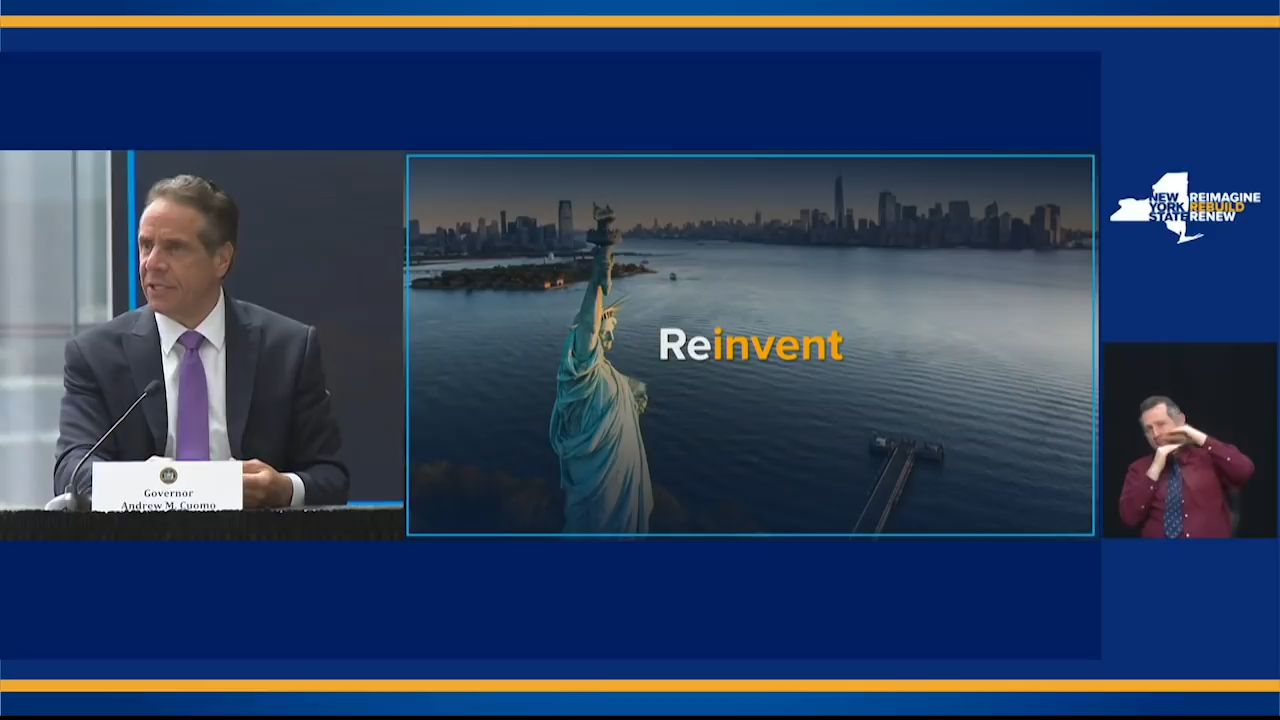 Governor
Andrew M. Cuomo
Reinvent
NEW
YORK
STATE
REIMAGINE
REBUILD
RENEW